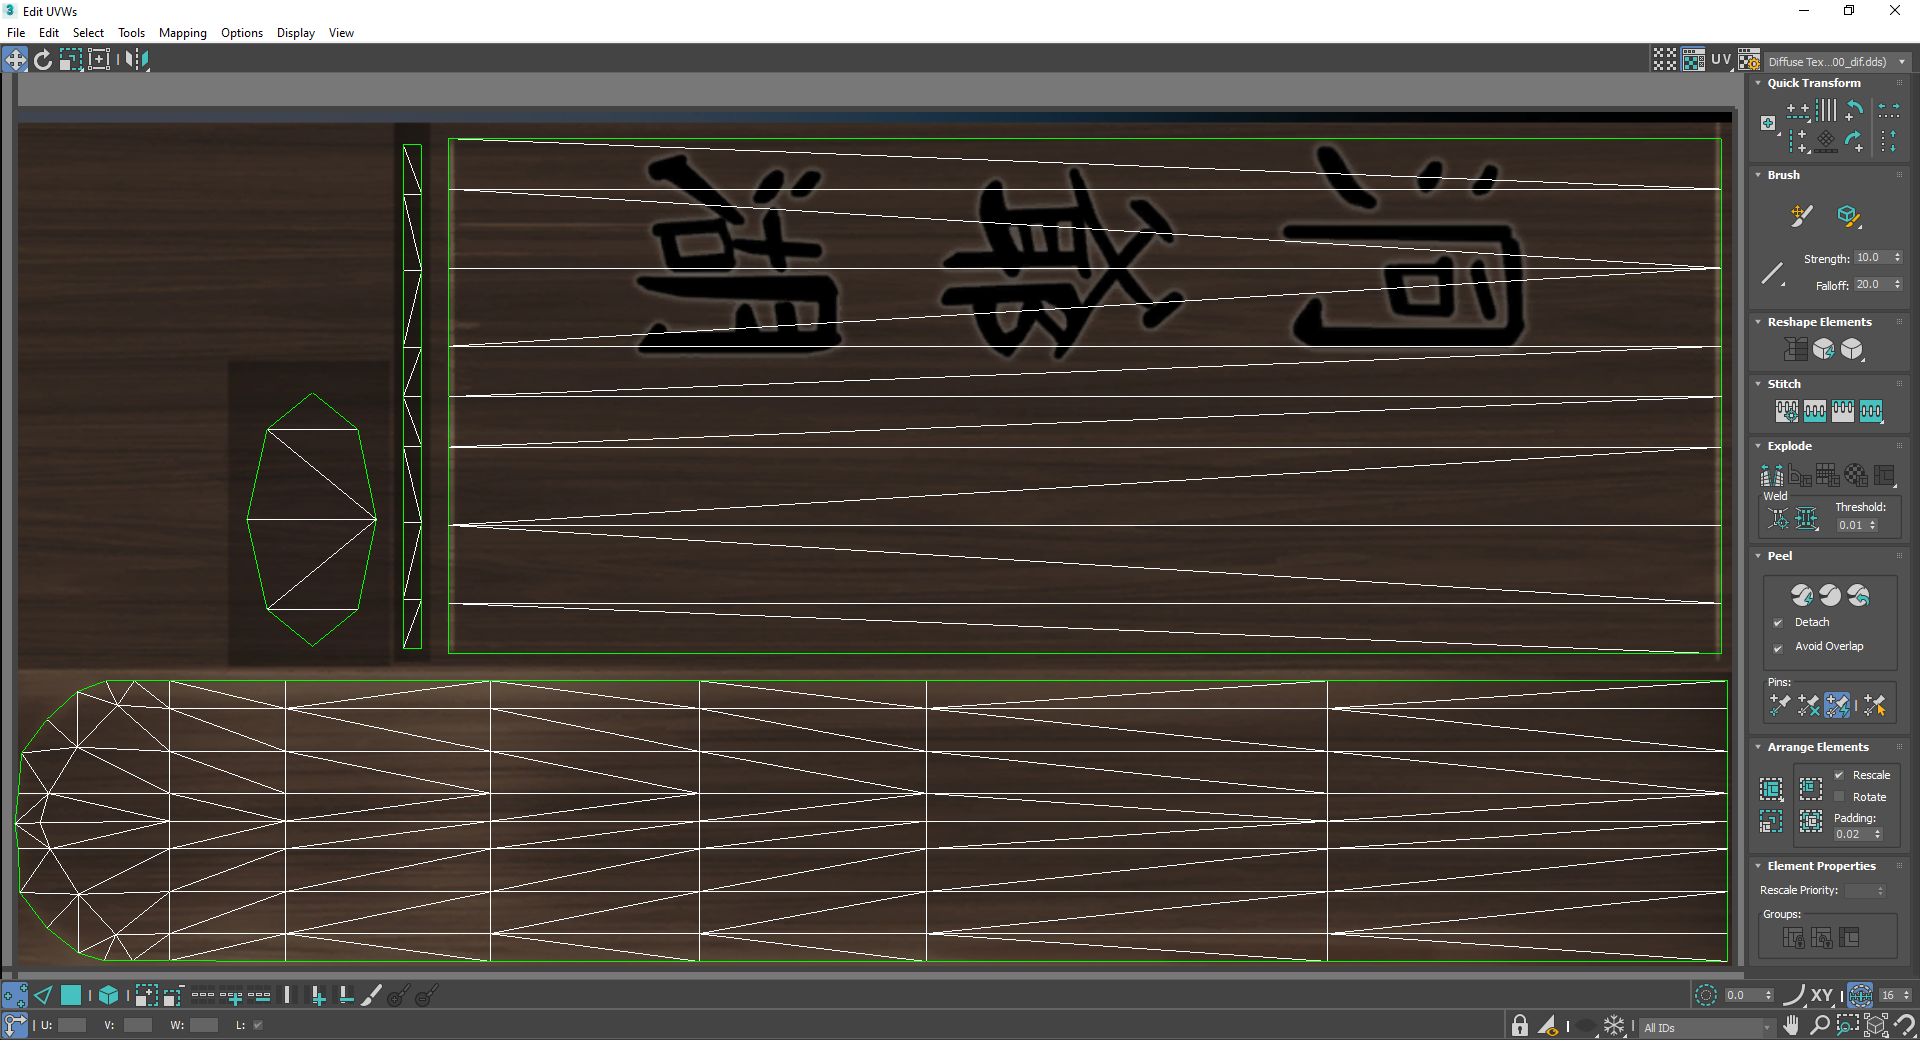 Edit UVWs
File Edit Select Tools Mapping Options Display View
UV
Diffuse Tex...00_dif.dds)
Quick Transform
Brush
Strength: 10.0
Falloff: 20.0
Reshape Elements
Stitch
Explode
Weld
Threshold:
0.01
Peel
Detach
Avoid Overlap
Pins:
Arrange Elements
Rescale
Rotate
Padding:
0.02
Element Properties
Rescale Priority:
Groups:
0.0
XY
16
U: V: W: L:
All IDs